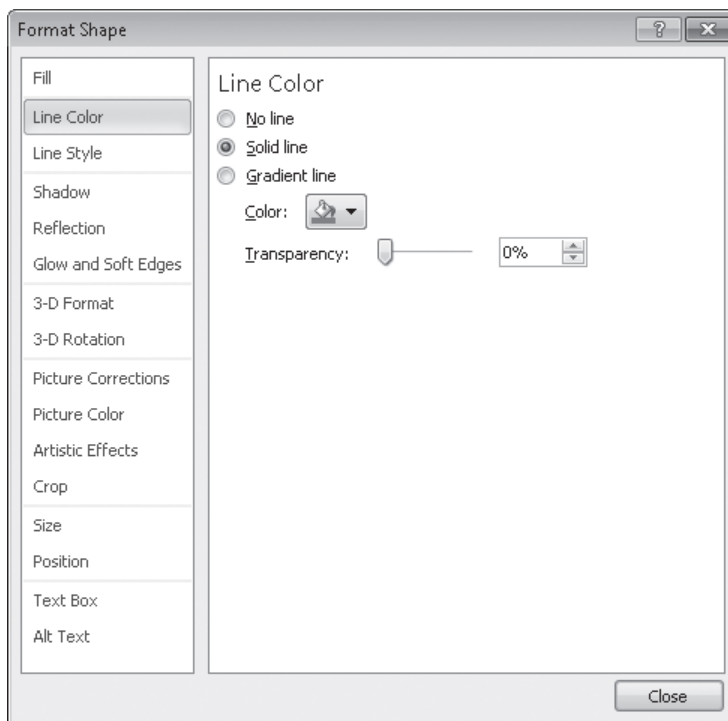 Format Shape
Fill
Line Color
Line Style
Shadow
Reflection
Glow and Soft Edges
3-D Format
3-D Rotation
Picture Corrections
Picture Color
Artistic Effects
Crop
Size
Position
Text Box
Alt Text
Line Color
No line
Solid line
Gradient line
Color:
Transparency:
0%
Close